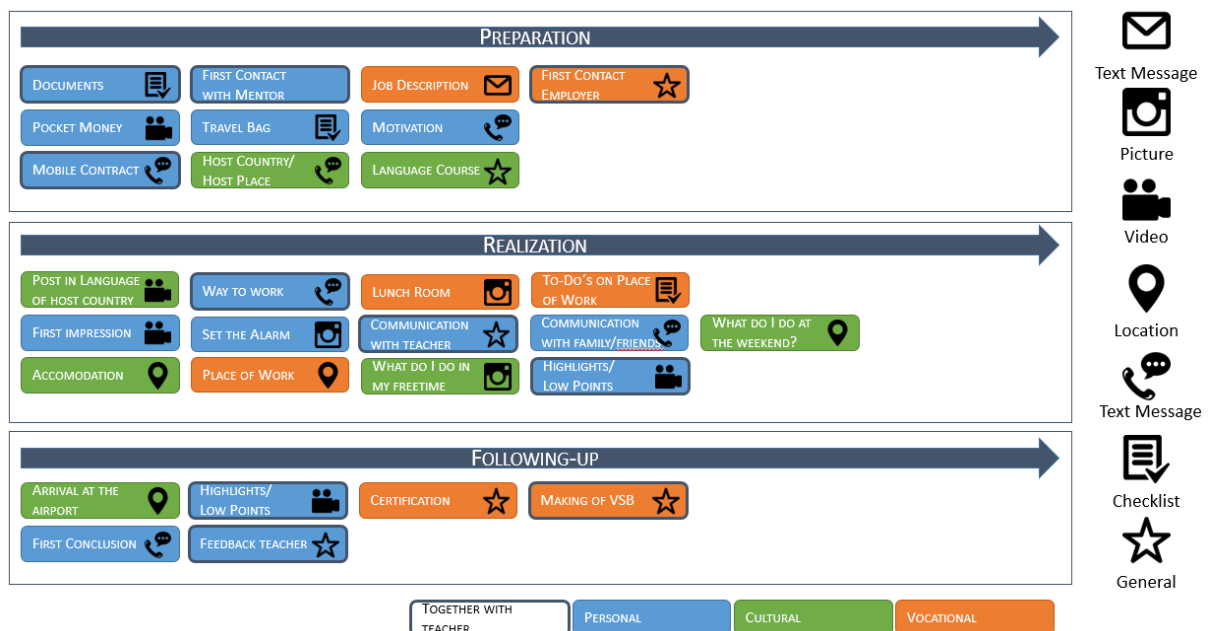 PREPARATION
DOCUMENTS
FIRST CONTACT
WITH MENTOR
JOB DESCRIPTION
FIRST CONTACT
EMPLOYER
POCKET MONEY
TRAVEL BAG
MOTIVATION
MOBILE CONTRACT
HOST COUNTRY/
HOST PLACE
LANGUAGE COURSE
REALIZATION
POST IN LANGUAGE
OF HOST COUNTRY
WAY TO WORK
LUNCH ROOM
TO-DO´S ON PLACE
OF WORK
FIRST IMPRESSION
SET THE ALARM
COMMUNICATION
WITH TEACHER
COMMUNICATION
WITH FAMILY/FRIENDS
WHAT DO I DO AT
THE WEEKEND?
ACCOMODATION
PLACE OF WORK
WHAT DO I DO IN
MY FREETIME
HIGHLIGHTS/
LOW POINTS
FOLLOWING-UP
ARRIVAL AT THE
AIRPORT
HIGHLIGHTS/
LOW POINTS
CERTIFICATION
MAKING OF VSB
FIRST CONCLUSION
FEEDBACK TEACHER
TOGETHER WITH
TEACHER
PERSONAL
CULTURAL
VOCATIONAL
Text Message
Picture
Video
Location
Text Message
Checklist
General